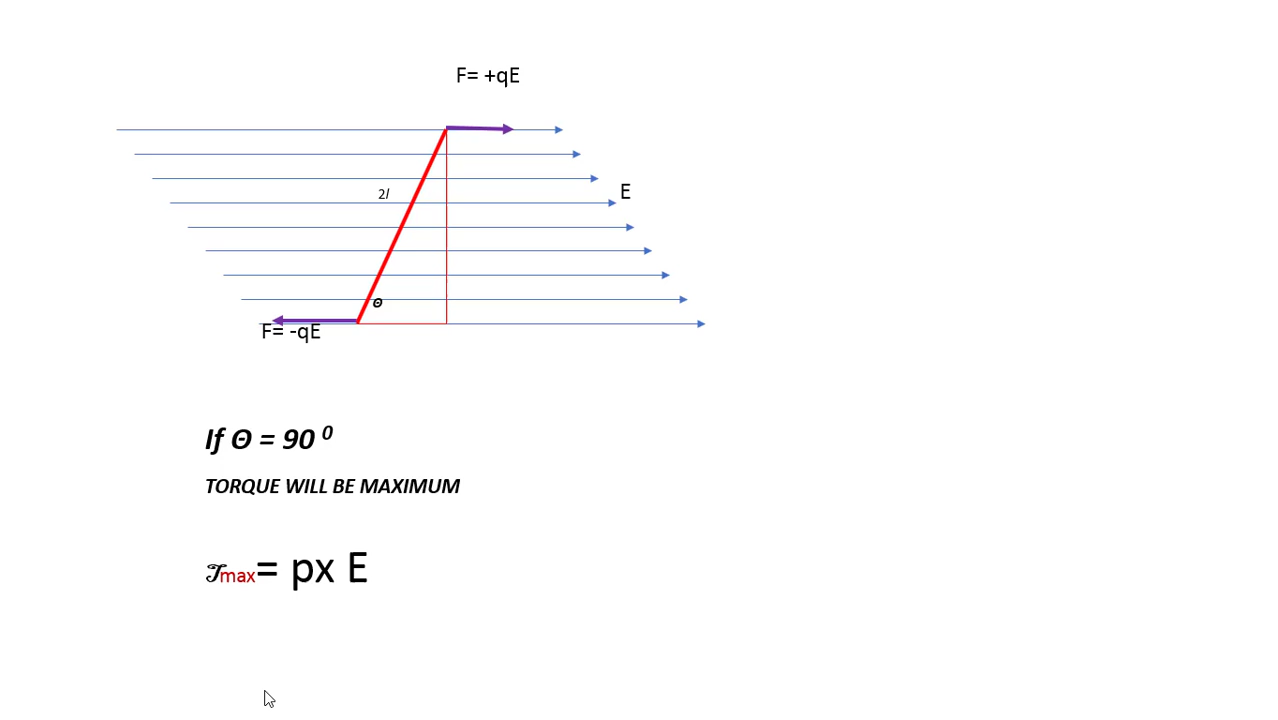 F= +qE
2l
E
Θ
F= -qE
If Θ = 90 ⁰
TORQUE WILL BE MAXIMUM
𝒯max= px E